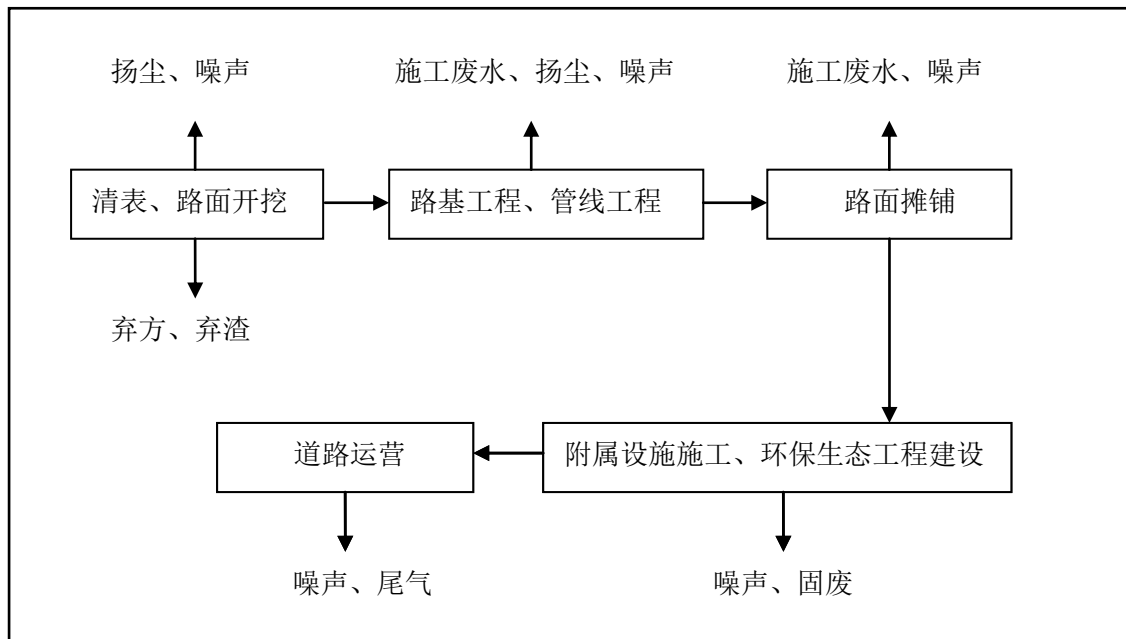 扬尘、噪声
施工废水、扬尘、噪声
施工废水、噪声
清表、路面开挖
路基工程、管线工程
路面摊铺
弃方、弃渣
道路运营
附属设施施工、环保生态工程建设
噪声、尾气
噪声、固废